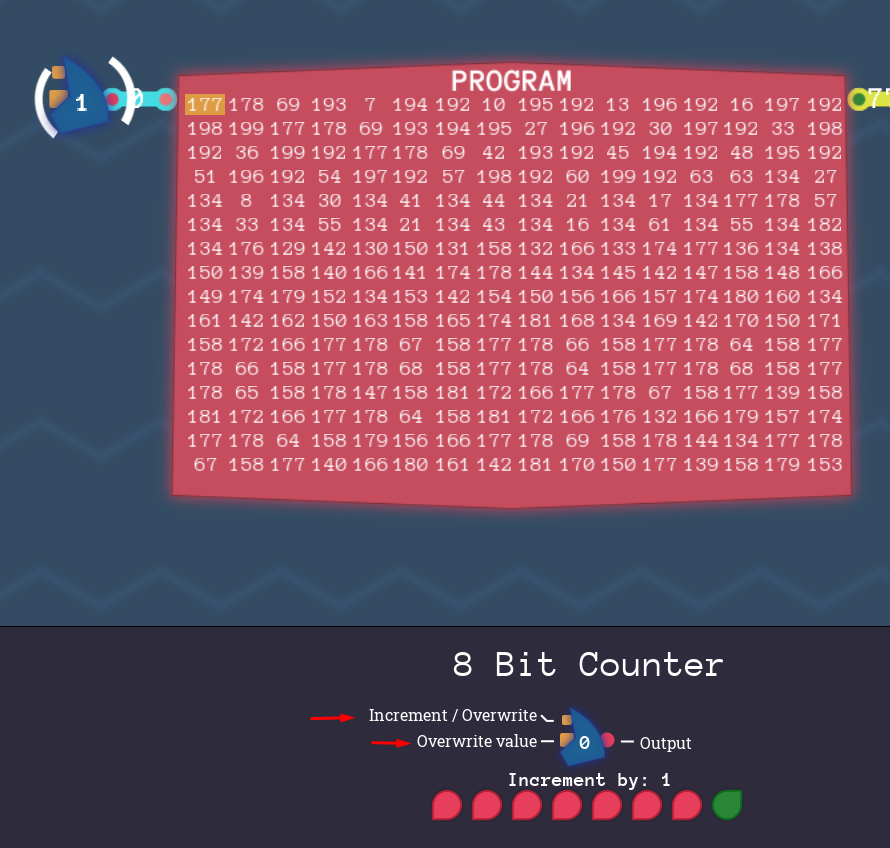 PROGRAM
1 0 177 178 69 193 7 194 192 10 195 192 13 196 192 16 197 192 77
198 199 177 178 69 193 194 195 27 196 192 30 197 192 33 198
192 36 199 192 177 178 69 42 193 192 45 194 192 48 195 192
51 196 192 54 197 192 57 198 192 60 199 192 63 63 134 27
134 8 134 30 134 41 134 44 134 21 134 17 134 177 178 57
134 33 134 55 134 21 134 43 134 16 134 61 134 55 134 182
134 176 129 142 130 150 131 158 132 166 133 174 177 136 134 138
150 139 158 140 166 141 174 178 144 134 145 142 147 158 148 166
149 174 179 152 134 153 142 154 150 156 166 157 174 180 160 134
161 142 162 150 163 158 165 174 181 168 134 169 142 170 150 171
158 172 166 177 178 67 158 177 178 66 158 177 178 64 158 177
178 66 158 177 178 68 158 177 178 64 158 177 178 68 158 177
178 65 158 178 147 158 181 172 166 177 178 67 158 177 139 158
181 172 166 177 178 64 158 181 172 166 176 132 166 179 157 174
177 178 64 158 179 156 166 177 178 69 158 178 144 134 177 178
67 158 177 140 166 180 161 142 181 170 150 177 139 158 179 153
8 Bit Counter
Increment / Overwrite
Overwrite value 0 Output
Increment by: 1